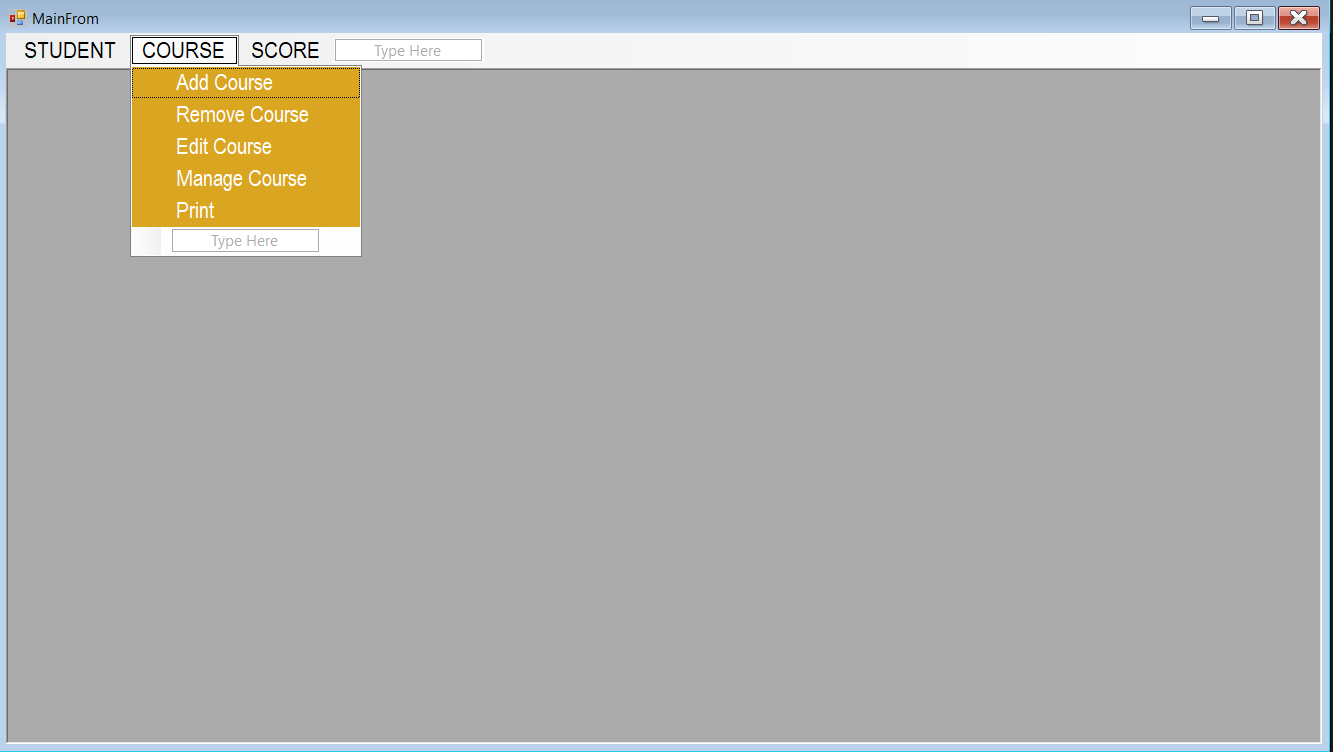 MainFrom
STUDENT COURSE SCORE Type Here
Add Course
Remove Course
Edit Course
Manage Course
Print
Type Here